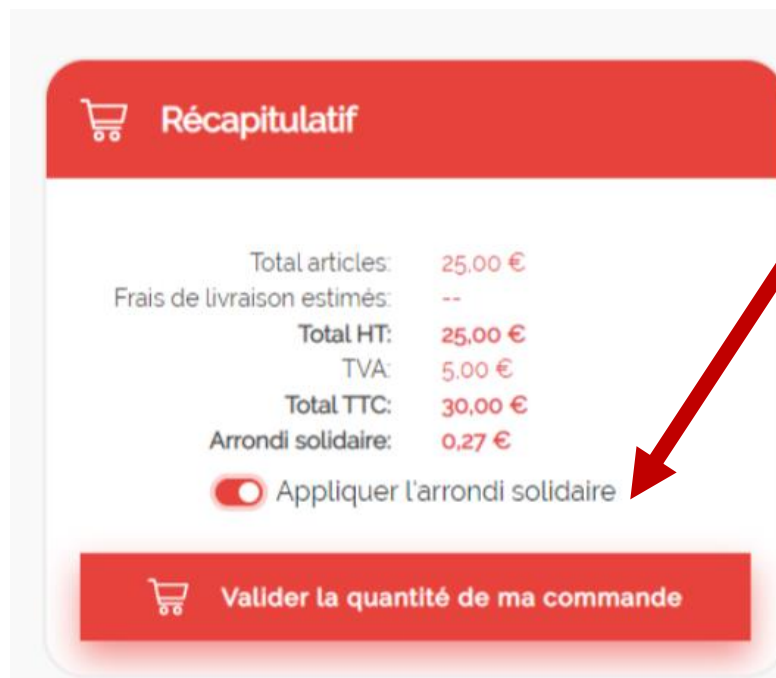 Récapitulatif
Total articles: 25,00 €
Frais de livraison estimés: --
Total HT: 25,00 €
TVA: 5,00 €
Total TTC: 30,00 €
Arrondi solidaire: 0,27 €
Appliquer l'arrondi solidaire
Valider la quantité de ma commande